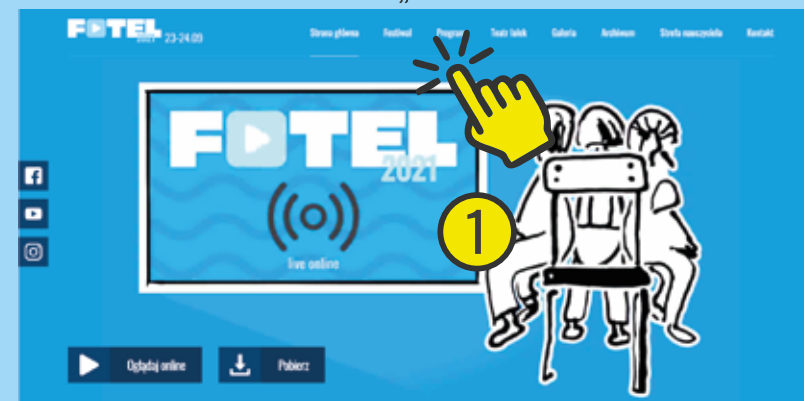 „
FOTEL
2021 23-24.09
Strona główna Festiwal Program Teatr lalek Galeria Archiwum Strefa nauczyciela Kontakt
FOTEL
2021
live online
1
Oglądaj online Pobierz